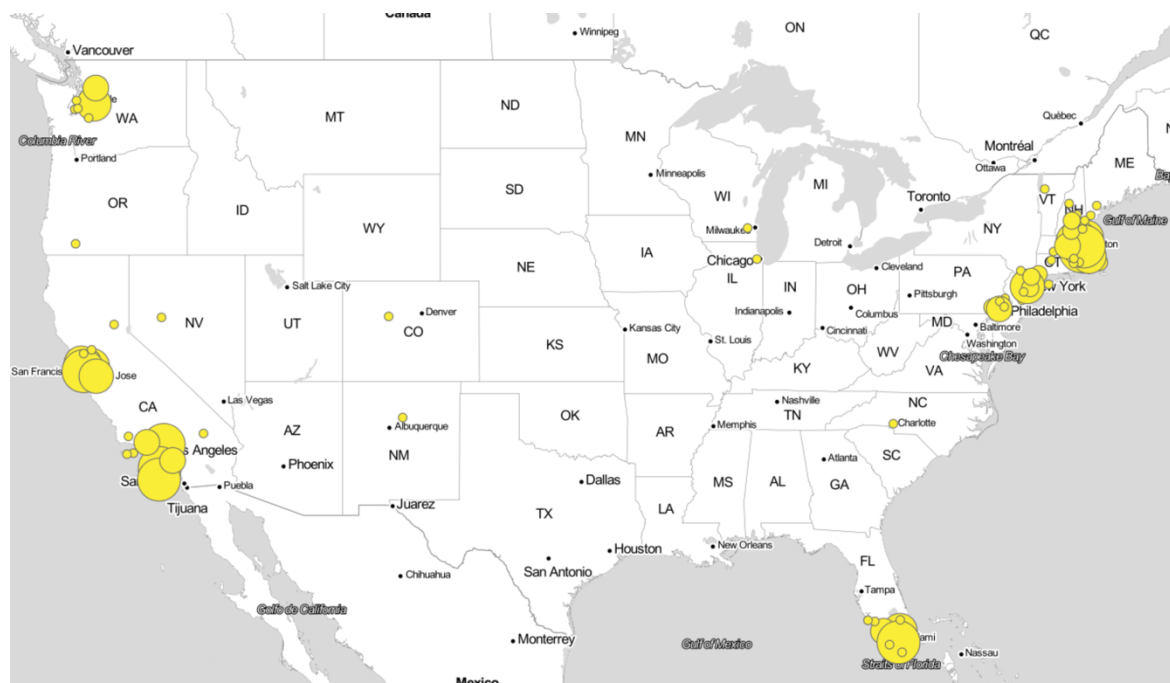 Canada
Winnipeg
ON
QC
Vancouver
WA
MT
ND
MN
Québec
Columbia River
Portland
Montréal
Ottawa
ME
OR
ID
SD
Minneapolis
WI
MI
Toronto
VT
NH
Gulf of Maine
WY
Milwaukee
NY
IA
Detroit
CT
Chicago
Cleveland
PA
NE
IL
IN
OH
Pittsburgh
Salt Lake City
Philadelphia
NV
UT
Denver
CO
Indianapolis
Columbus
MD
Baltimore
Kansas City
Cincinnati
Washington
KS
MO
St. Louis
WV
Chesapeake Bay
San Francis
Jose
KY
VA
CA
Las Vegas
Nashville
NC
TN
Charlotte
AZ
Albuquerque
OK
AR
Memphis
Angeles
NM
SC
Phoenix
Atlanta
Puebla
Dallas
MS
AL
GA
Tijuana
Juarez
TX
LA
Houston
New Orleans
San Antonio
FL
Chihuahua
Tampa
Golfo de California
Monterrey
Gulf of Mexico
Straits of Florida
Nassau
Mexico